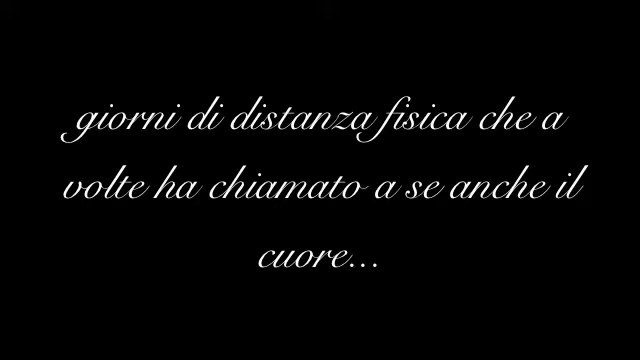 giorni di distanza fisica che a
volte ha chiamato a se anche il
cuore...